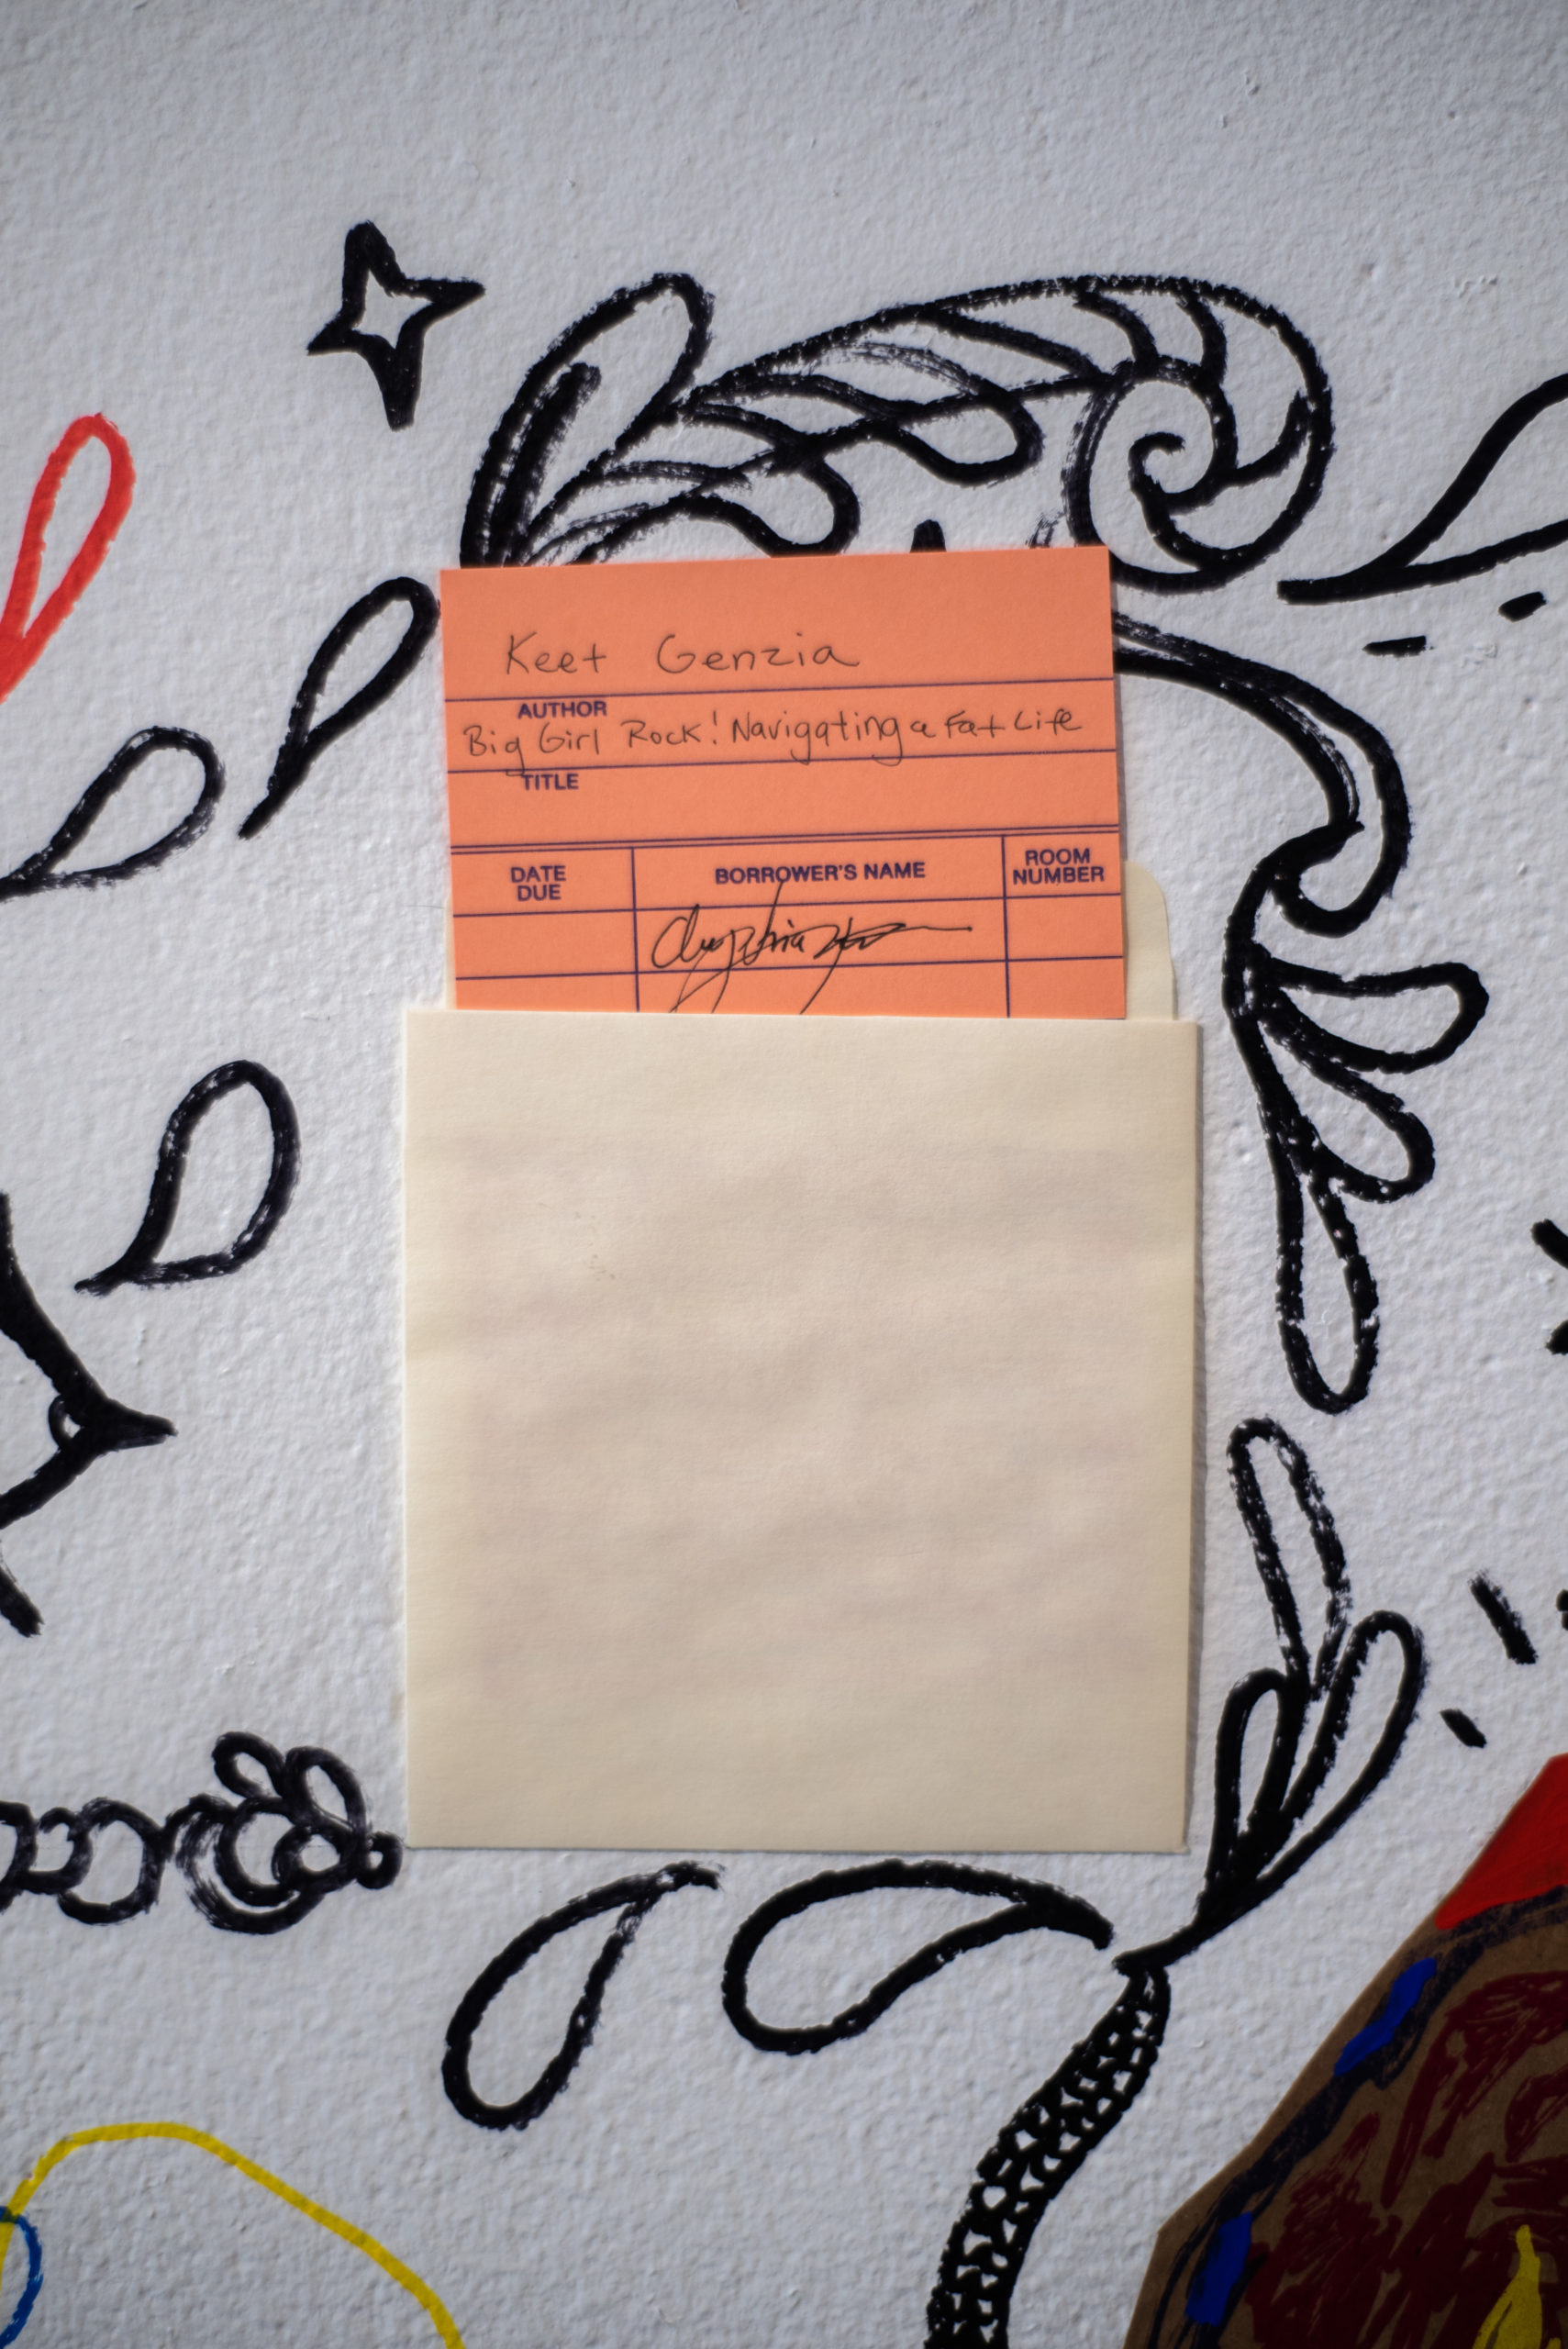 Keet Genzia
AUTHOR
Big Girl Rock! Navigating a Fat Life
TITLE
DATE DUE
BORROWER'S NAME
ROOM NUMBER